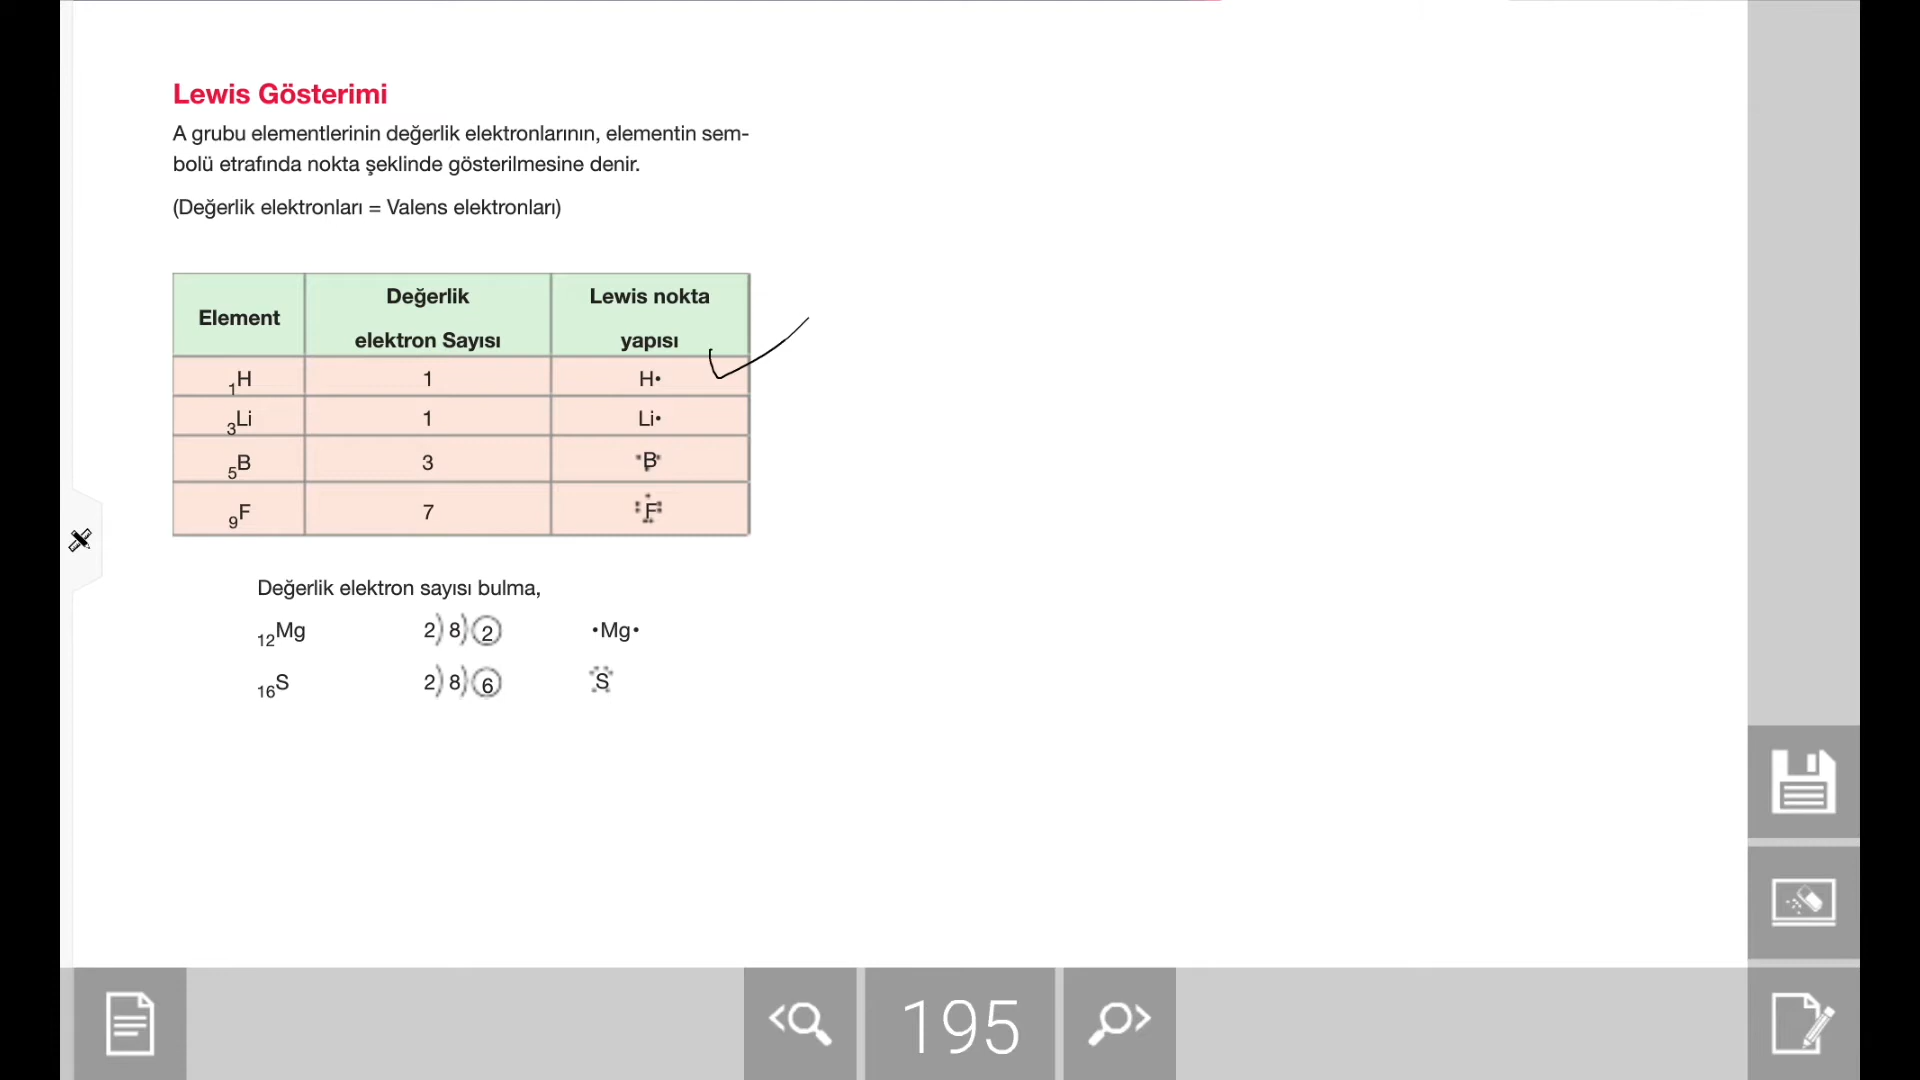 Lewis Gösterimi
A grubu elementlerinin değerlik elektronlarının, elementin sem-
bolü etrafında nokta şeklinde gösterilmesine denir.
(Değerlik elektronları = Valens elektronları)
Element Değerlik elektron Sayısı Lewis nokta yapısı
₁H 1 H•
₃Li 1 Li•
₅B 3 B
₉F 7 F
Değerlik elektron sayısı bulma,
₁₂Mg 2) 8) 2 •Mg•
₁₆S 2) 8) 6 S
195